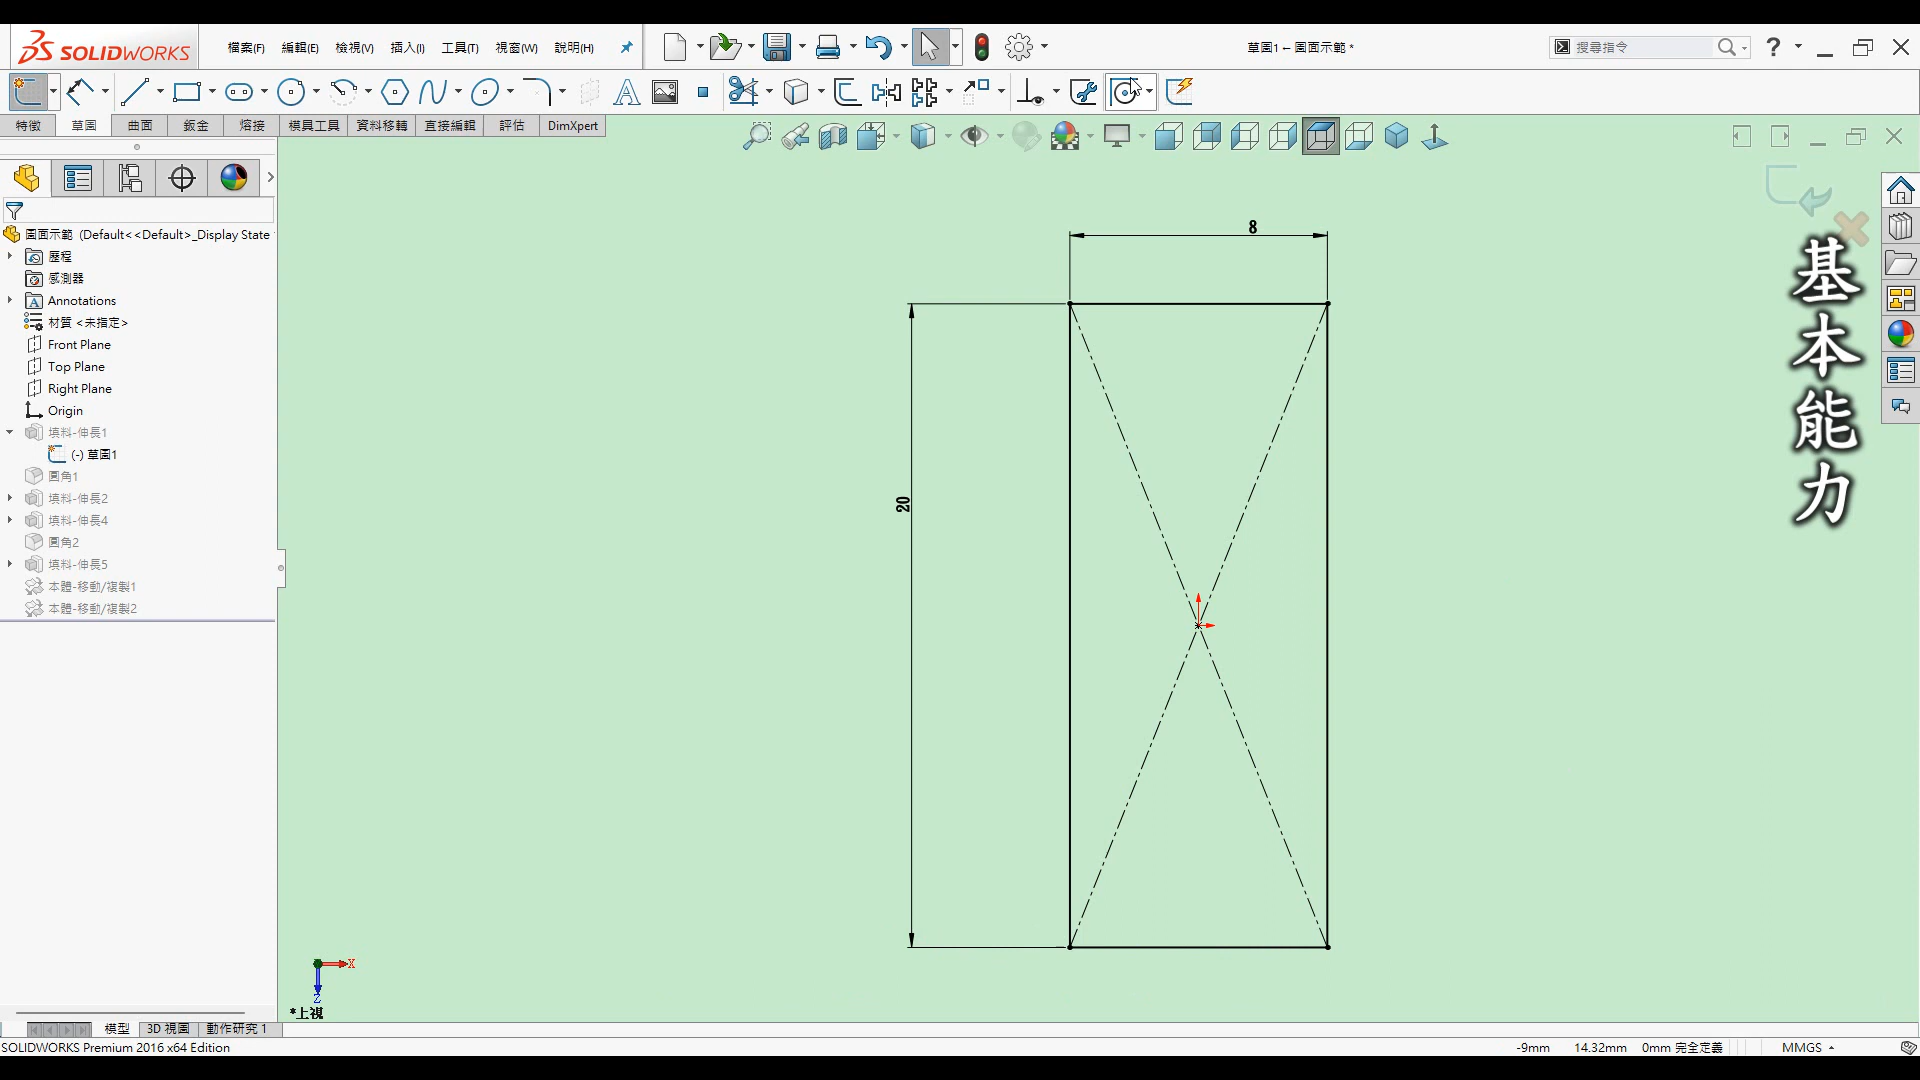 SOLIDWORKS
檔案(F) 編輯(E) 檢視(V) 插入(I) 工具(T) 視窗(W) 說明(H)
草圖1 – 圖面示範 *
搜尋指令
特徵 草圖 曲面 鈑金 熔接 模具工具 資料移轉 直接編輯 評估 DimXpert
圖面示範 (Default<<Default>_Display State
歷程
感測器
Annotations
材質 <未指定>
Front Plane
Top Plane
Right Plane
Origin
填料-伸長1
(-) 草圖1
圓角1
填料-伸長2
填料-伸長4
圓角2
填料-伸長5
本體-移動/複製1
本體-移動/複製2
8
20
基本能力
X
Z
*上視
模型 3D 視圖 動作研究 1
SOLIDWORKS Premium 2016 x64 Edition
-9mm 14.32mm 0mm 完全定義 MMGS